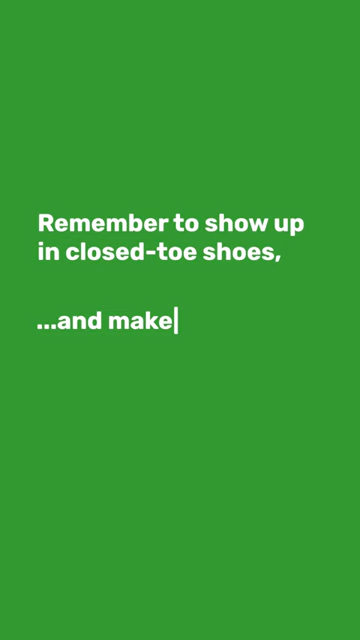 Remember to show up
in closed-toe shoes,
...and make